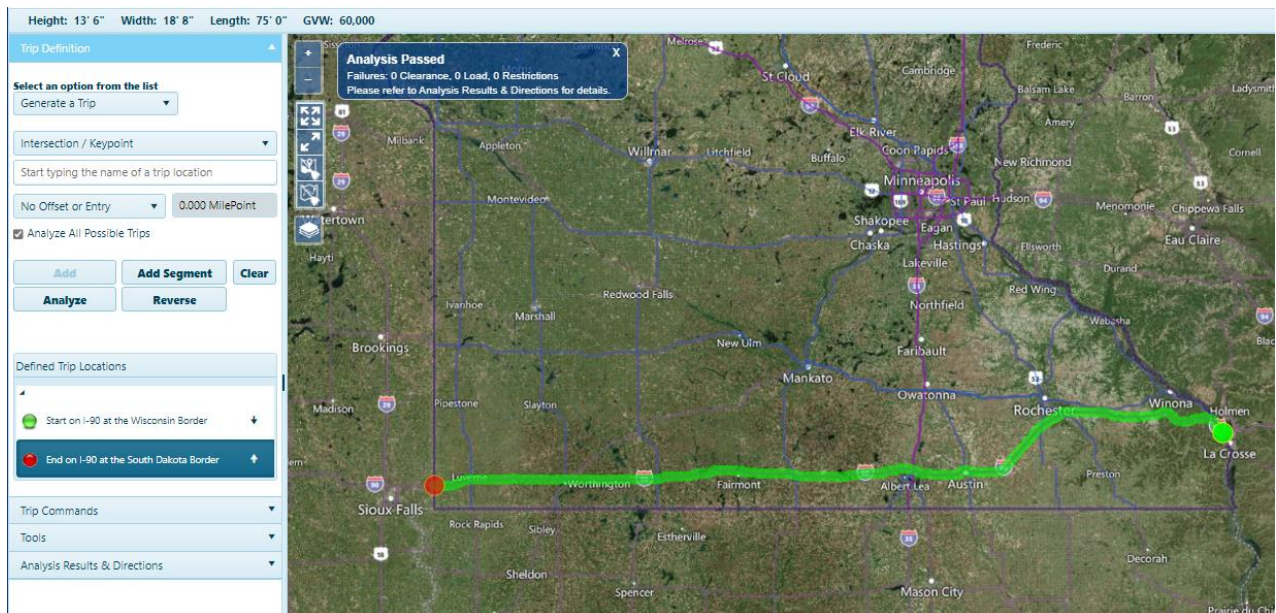 Height: 13' 6" Width: 18' 8" Length: 75' 0" GVW: 60,000
Trip Definition
Select an option from the list
Generate a Trip
Intersection / Keypoint
Start typing the name of a trip location
No Offset or Entry
0.000 MilePoint
Analyze All Possible Trips
Add
Add Segment
Clear
Analyze
Reverse
Defined Trip Locations
Start on I-90 at the Wisconsin Border
End on I-90 at the South Dakota Border
Trip Commands
Tools
Analysis Results & Directions
+
−
Analysis Passed
X
Failures: 0 Clearance, 0 Load, 0 Restrictions
Please refer to Analysis Results & Directions for details.
Melrose
Frederic
St Cloud
Cambridge
Balsam Lake
Barron
Ladysmith
Milbank
Appleton
Elk River
Amery
Willmar
Litchfield
Buffalo
Coon Rapids
New Richmond
Cornell
Minneapolis
St Paul
Hudson
Montevideo
Menomonie
Chippewa Falls
Shakopee
Eagan
Chaska
Hastings
Ellsworth
Eau Claire
Hayti
Lakeville
Durand
Redwood Falls
Red Wing
Ivanhoe
Northfield
Marshall
Wabasha
Brookings
New Ulm
Faribault
Mankato
Owatonna
Madison
Pipestone
Slayton
Rochester
Winona
Holmen
La Crosse
Luverne
Worthington
Fairmont
Albert Lea
Austin
Preston
Sioux Falls
Rock Rapids
Sibley
Estherville
Decorah
Sheldon
Spencer
Mason City